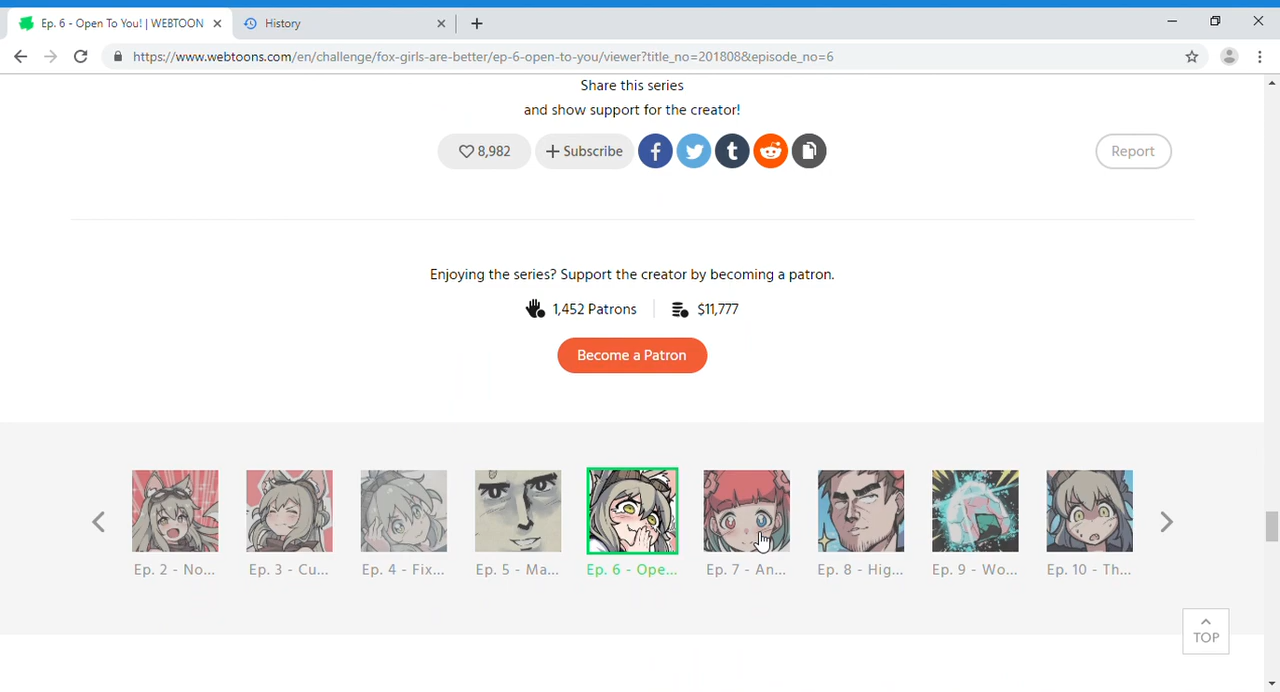 Ep. 6 - Open To You! | WEBTOON
History
https://www.webtoons.com/en/challenge/fox-girls-are-better/ep-6-open-to-you/viewer?title_no=201808&episode_no=6
Share this series
and show support for the creator!
8,982
Subscribe
Report
Enjoying the series? Support the creator by becoming a patron.
1,452 Patrons
$11,777
Become a Patron
Ep. 2 - No...
Ep. 3 - Cu...
Ep. 4 - Fix...
Ep. 5 - Ma...
Ep. 6 - Ope...
Ep. 7 - An...
Ep. 8 - Hig...
Ep. 9 - Wo...
Ep. 10 - Th...
TOP